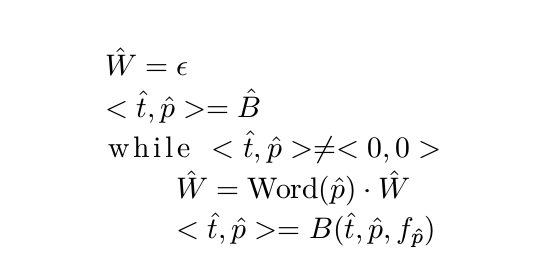 Ŵ = ϵ
< t̂, p̂ >= B̂
while < t̂, p̂ >≠< 0, 0 >
Ŵ = Word(p̂) · Ŵ
< t̂, p̂ >= B(t̂, p̂, f_p̂)